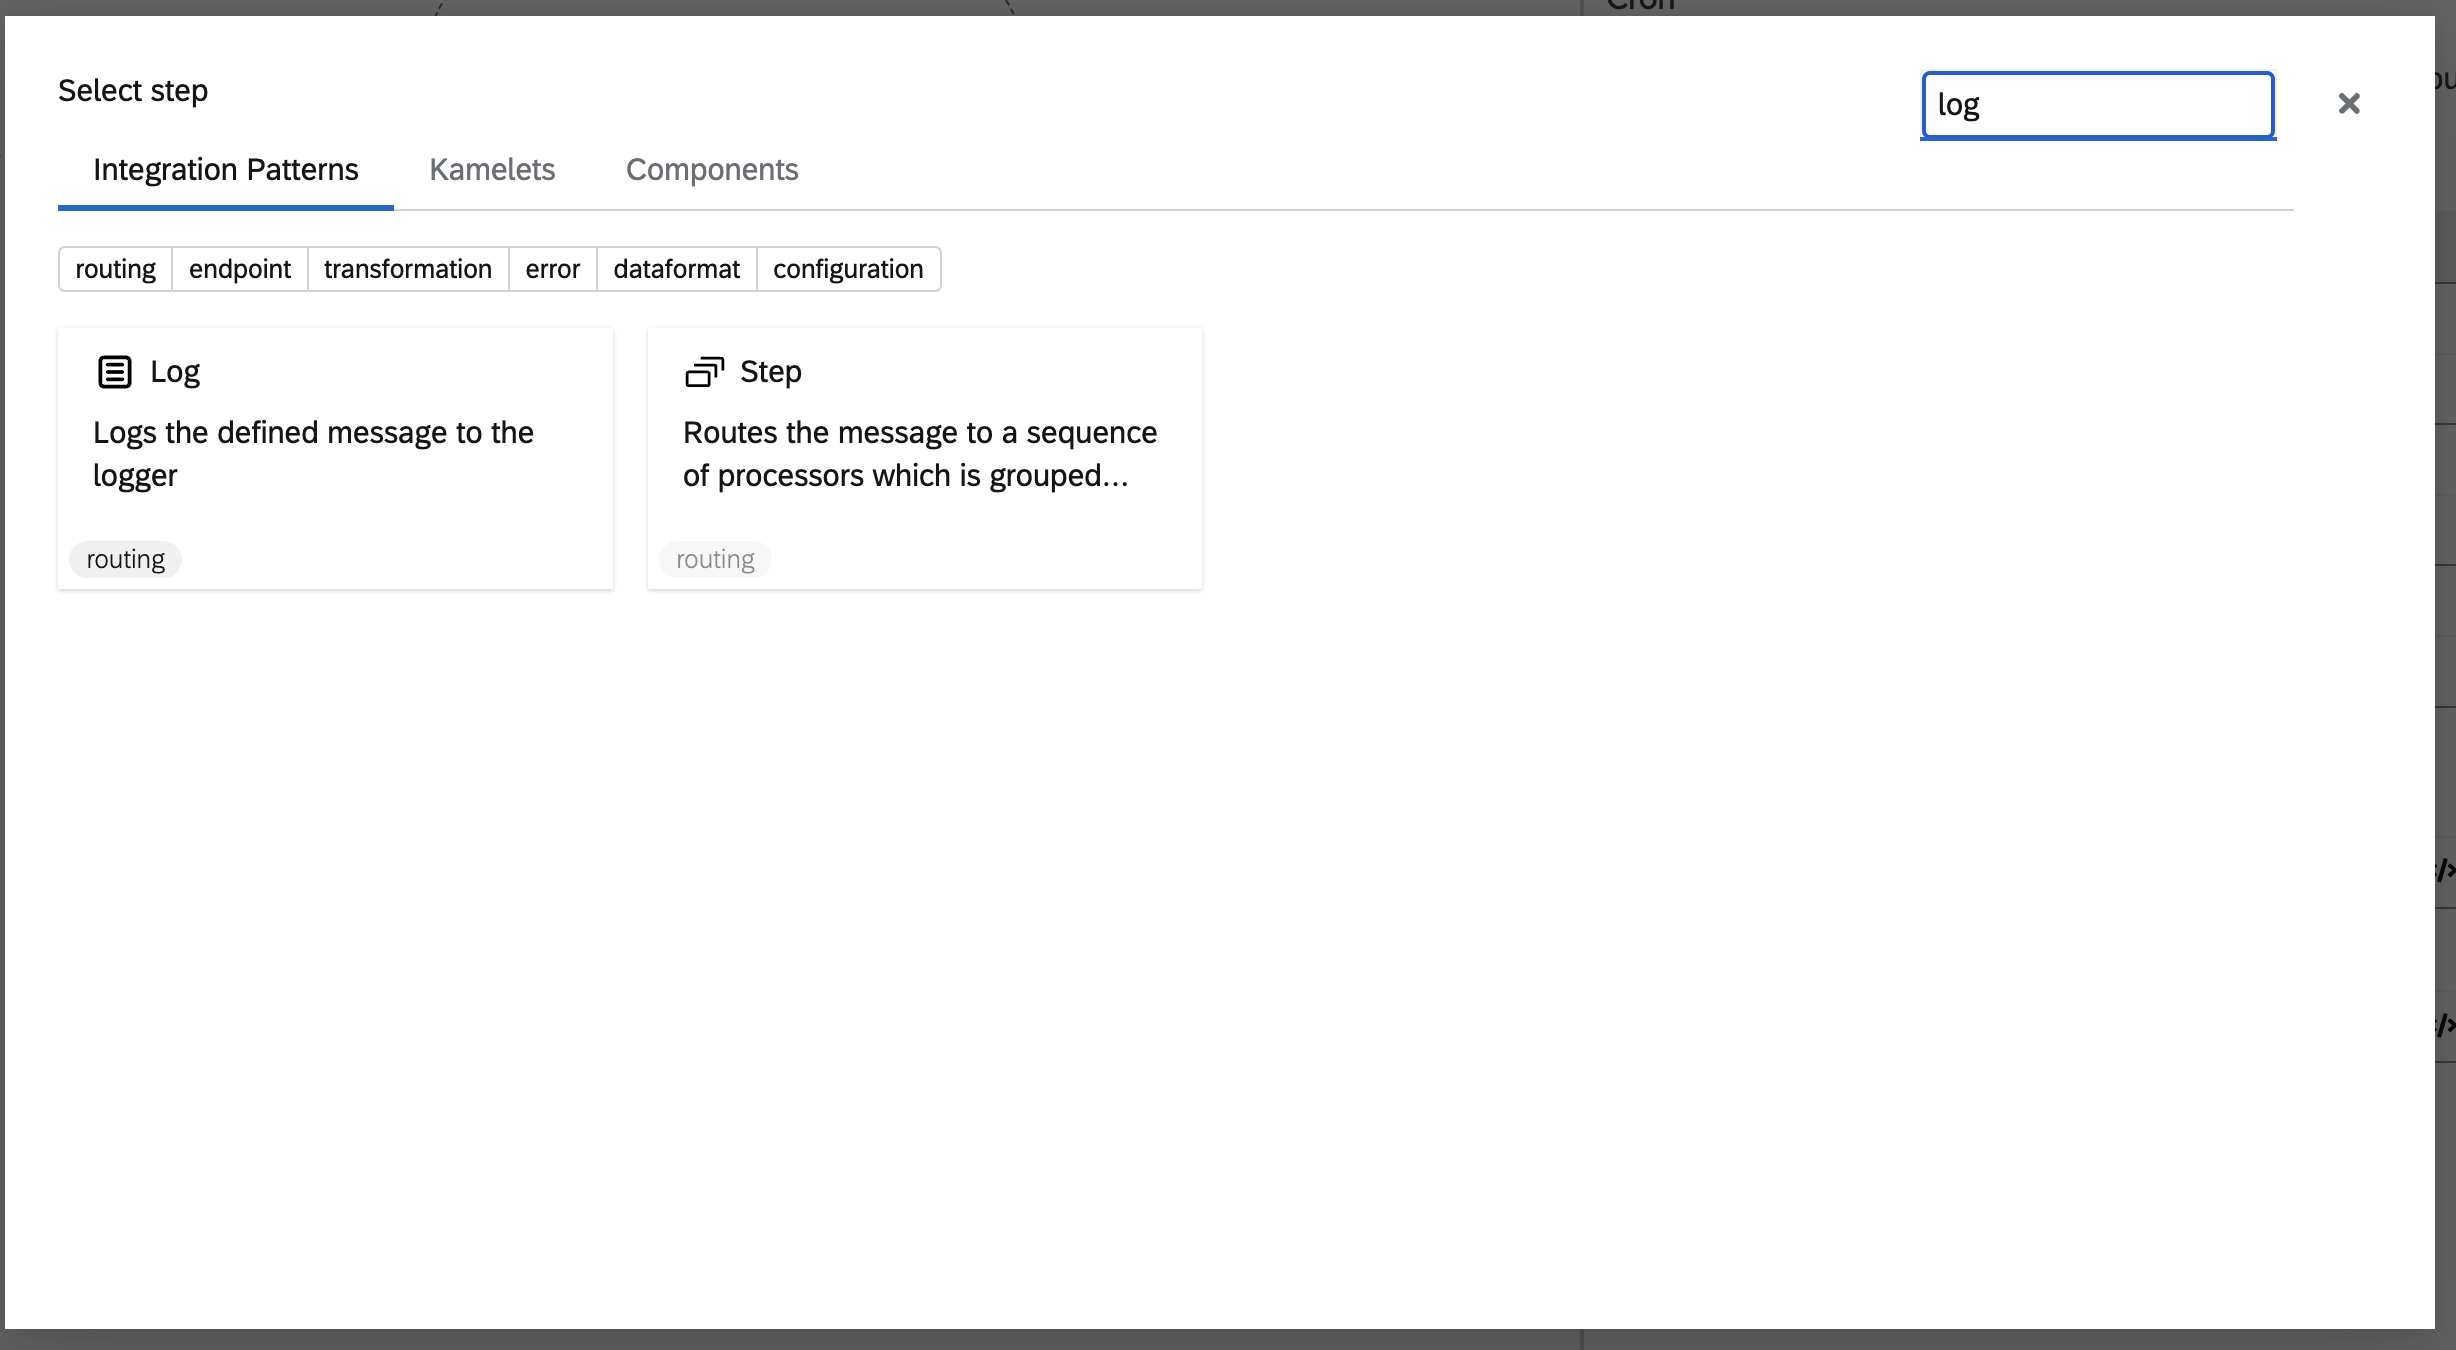 Cron
Select step
log
Integration Patterns
Kamelets
Components
routing
endpoint
transformation
error
dataformat
configuration
Log
Logs the defined message to the
logger
routing
Step
Routes the message to a sequence
of processors which is grouped...
routing